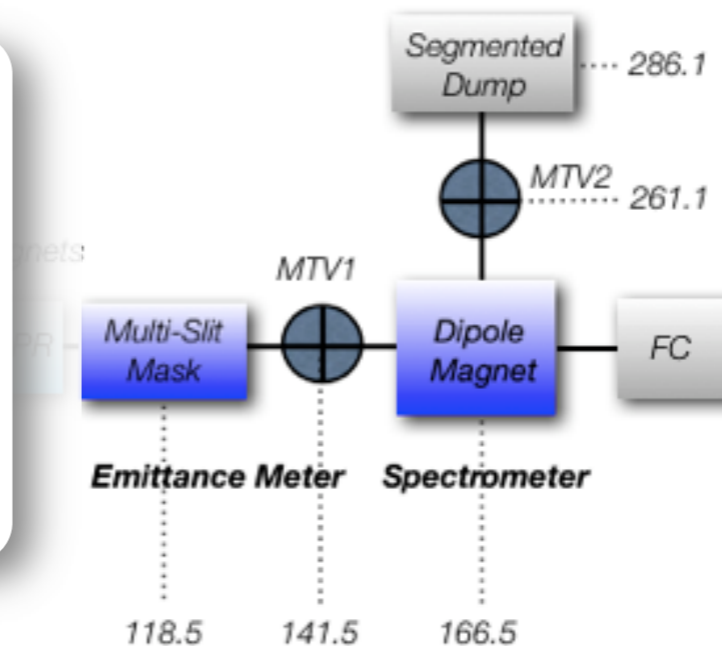 Segmented
Dump
286.1
MTV2
261.1
MTV1
Multi-Slit
Mask
Dipole
Magnet
FC
Emittance Meter
Spectrometer
118.5
141.5
166.5